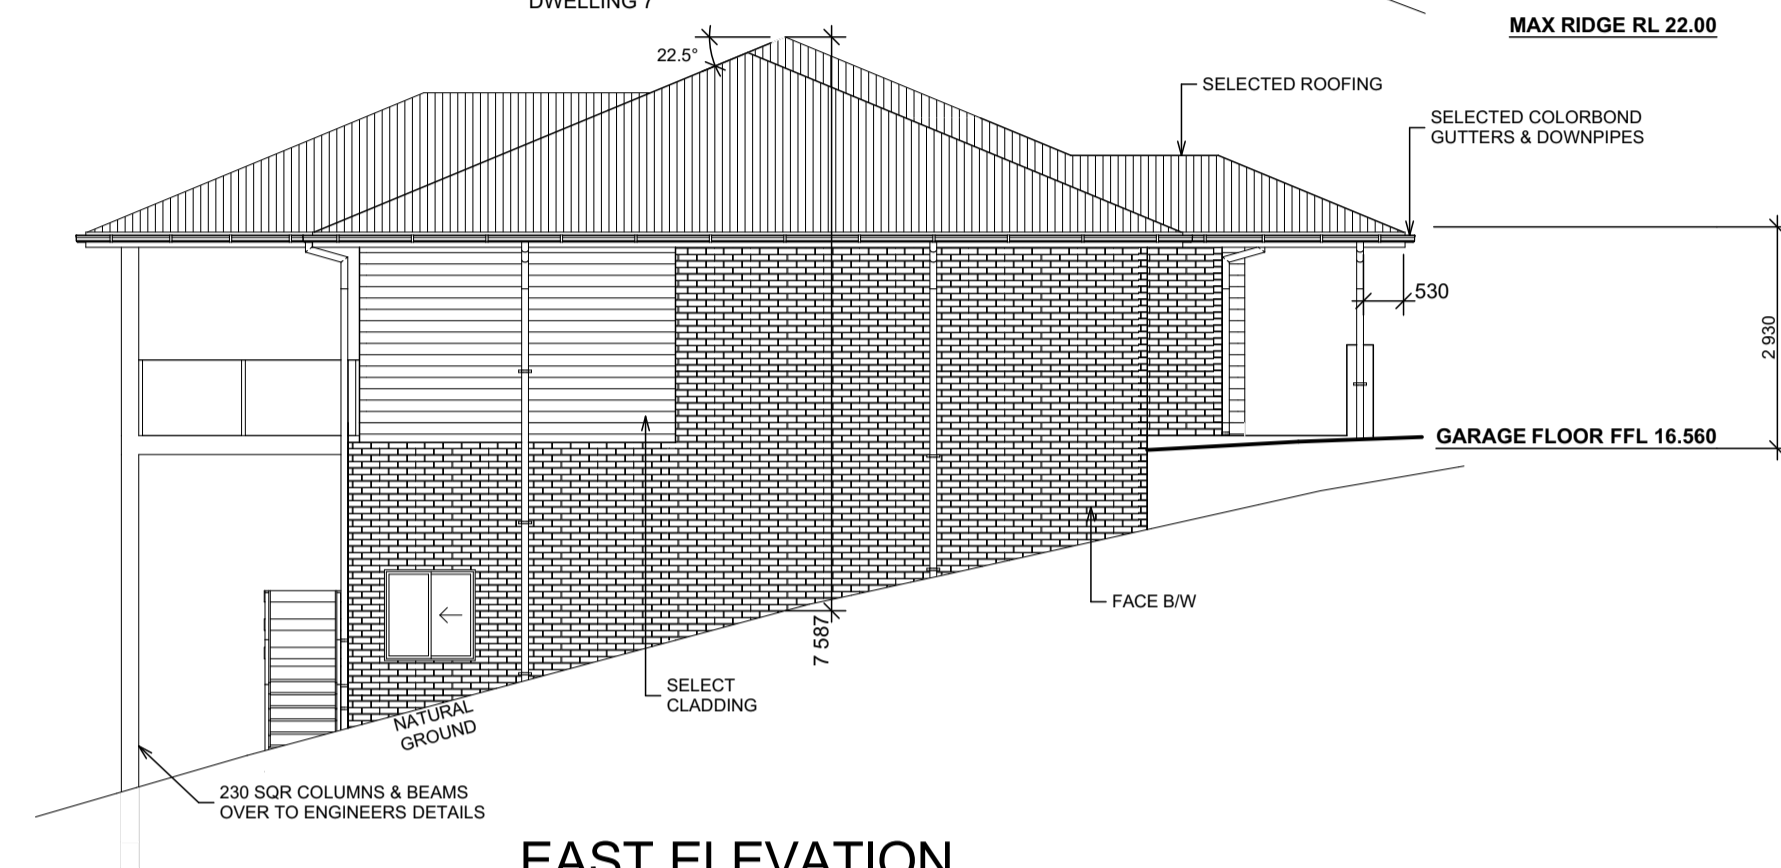 DWELLING 7
MAX RIDGE RL 22.00
22.5°
SELECTED ROOFING
SELECTED COLORBOND
GUTTERS & DOWNPIPES
530
2 930
GARAGE FLOOR FFL 16.560
FACE B/W
7 587
SELECT
CLADDING
NATURAL
GROUND
230 SQR COLUMNS & BEAMS
OVER TO ENGINEERS DETAILS
EAST ELEVATION